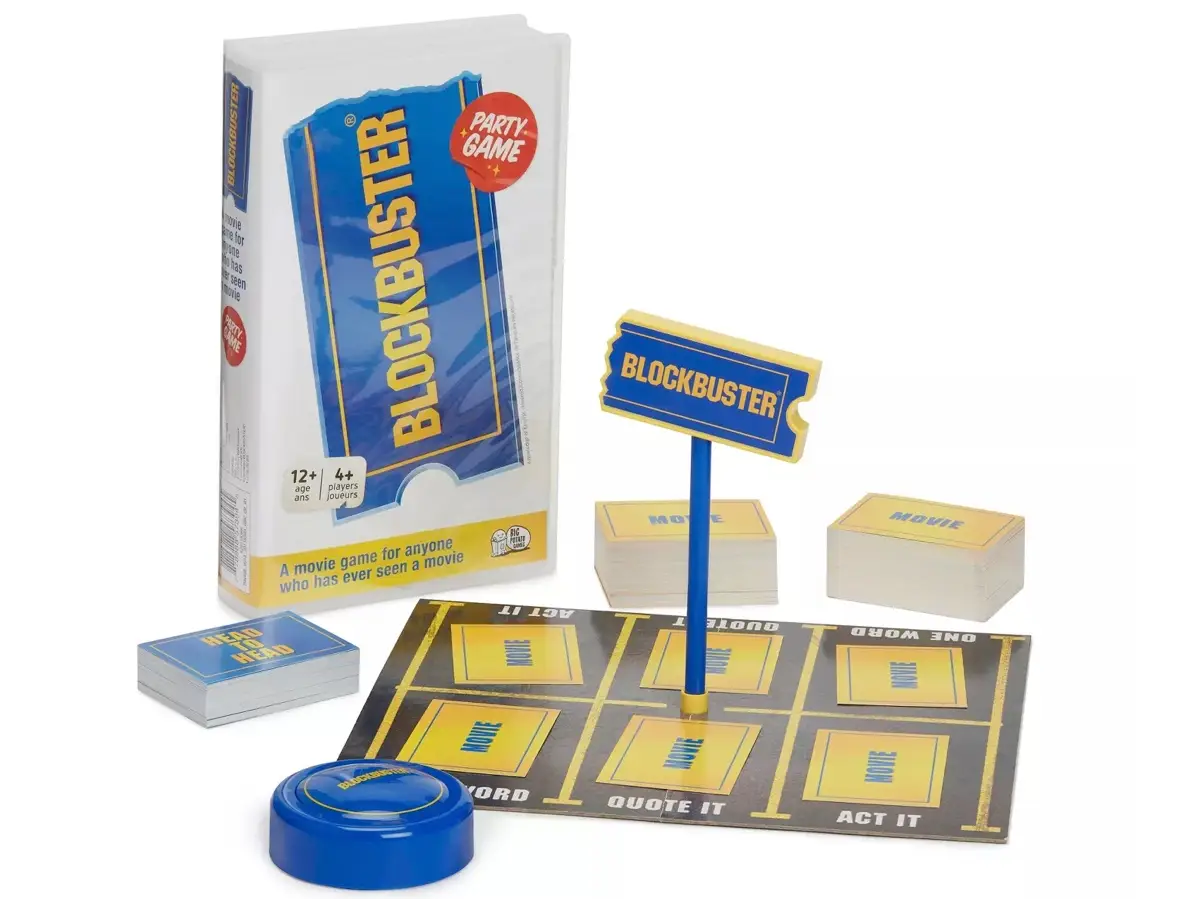 BLOCKBUSTER
movie
game for
anyone
who has
ever seen
movie
PARTY
GAME
BLOCKBUSTER®
PARTY
GAME
12+
age
ans
4+
players
joueurs
BIG
POTATO
GAMES
A movie game for anyone
who has ever seen a movie
BLOCKBUSTER
MOVIE
MOVIE
HEAD
TO
HEAD
ACT IT
QUOTE IT
ONE WORD
MOVIE
MOVIE
MOVIE
MOVIE
MOVIE
MOVIE
WORD
QUOTE IT
ACT IT
BLOCKBUSTER